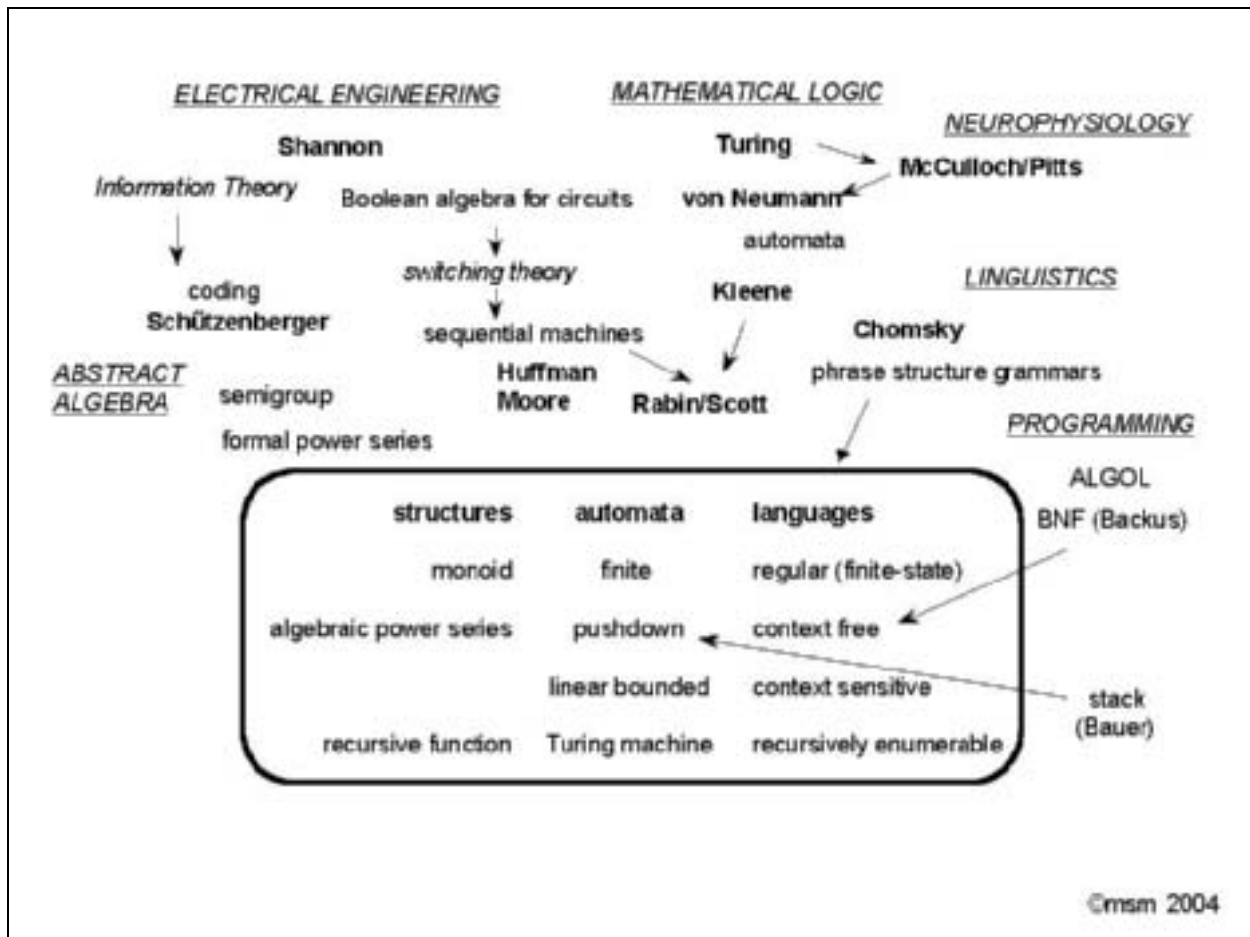 ELECTRICAL ENGINEERING
MATHEMATICAL LOGIC
NEUROPHYSIOLOGY
Shannon
Turing
McCulloch/Pitts
Information Theory
Boolean algebra for circuits
von Neumann
automata
switching theory
LINGUISTICS
coding
Schützenberger
Kleene
sequential machines
Chomsky
ABSTRACT
ALGEBRA
semigroup
Huffman
Moore
Rabin/Scott
phrase structure grammars
formal power series
PROGRAMMING
ALGOL
BNF (Backus)
structures automata languages
monoid finite regular (finite-state)
algebraic power series pushdown context free
linear bounded context sensitive
stack
(Bauer)
recursive function Turing machine recursively enumerable
©msm 2004